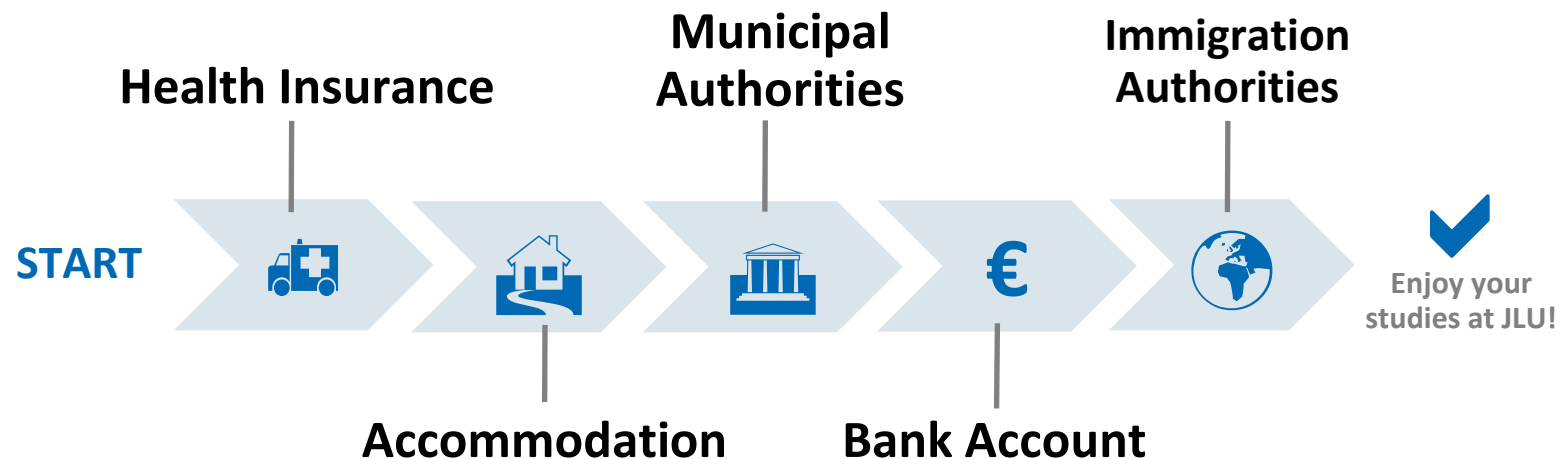 START
Health Insurance
Accommodation
Municipal
Authorities
€
Bank Account
Immigration
Authorities
Enjoy your
studies at JLU!